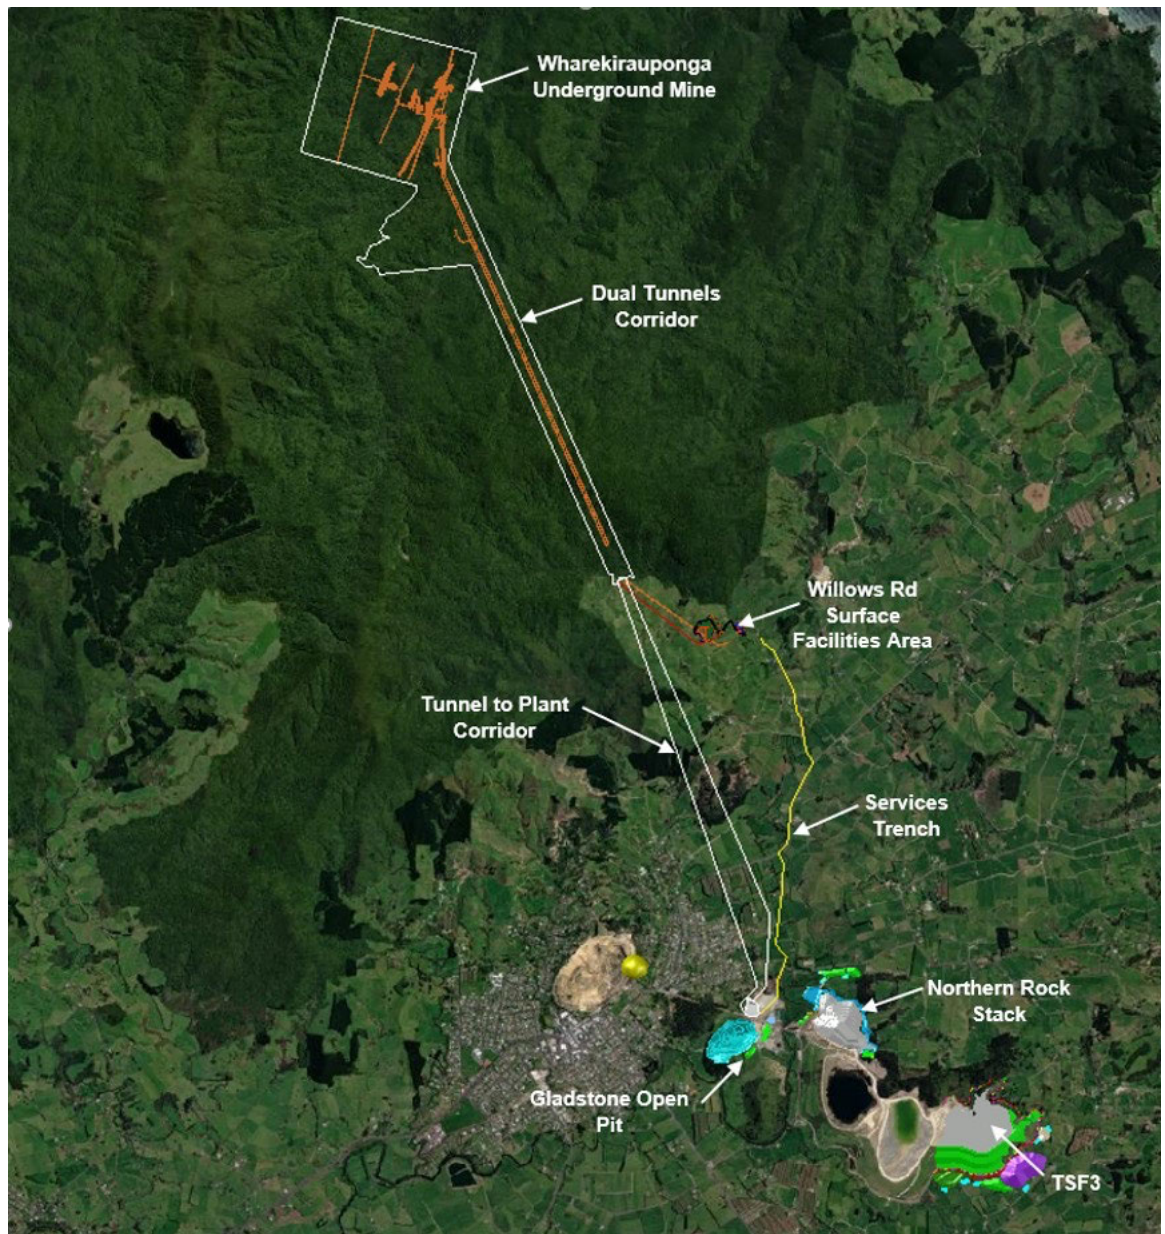 Wharekirauponga
Underground Mine
Dual Tunnels
Corridor
Willows Rd
Surface
Facilities Area
Tunnel to Plant
Corridor
Services
Trench
Northern Rock
Stack
Gladstone Open
Pit
TSF3